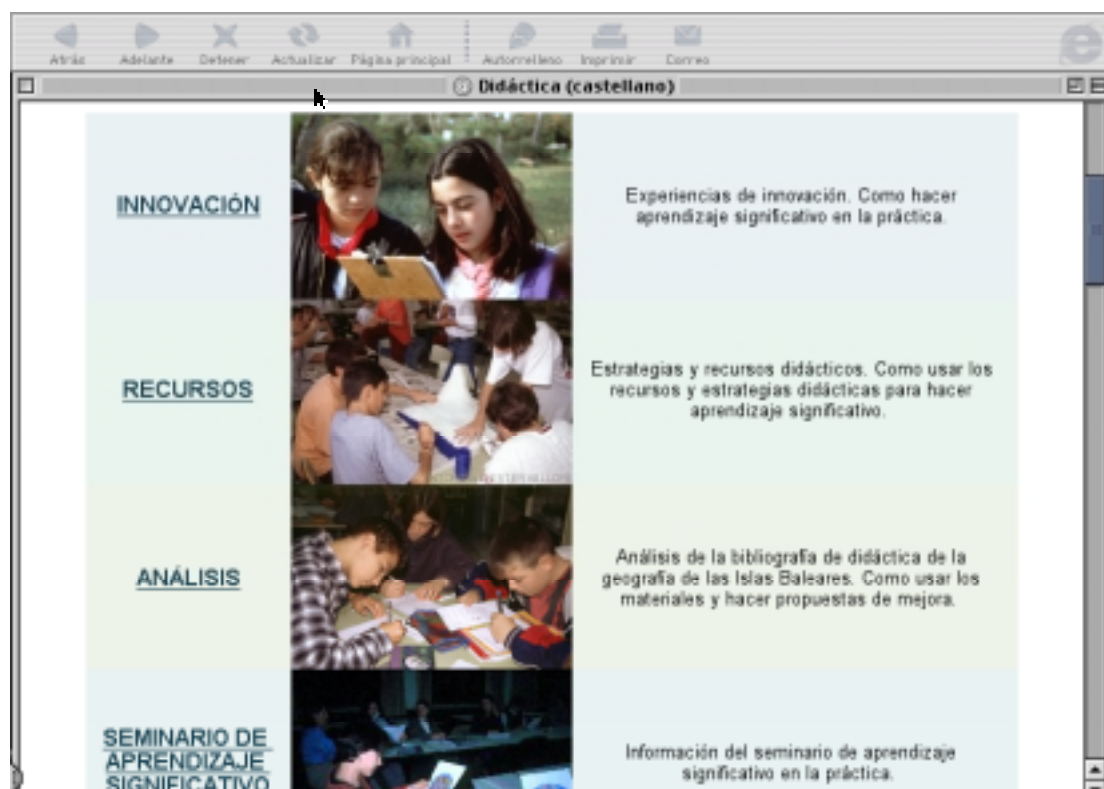 Atrás Adelante Detener Actualizar Página principal Autorrelleno Imprimir Correo
Didáctica (castellano)
INNOVACIÓN
Experiencias de innovación. Como hacer
aprendizaje significativo en la práctica.
RECURSOS
Estrategias y recursos didácticos. Como usar los
recursos y estrategias didácticas para hacer
aprendizaje significativo.
ANÁLISIS
Análisis de la bibliografía de didáctica de la
geografía de las Islas Baleares. Como usar los
materiales y hacer propuestas de mejora.
SEMINARIO DE
APRENDIZAJE
SIGNIFICATIVO
Información del seminario de aprendizaje
significativo en la práctica.